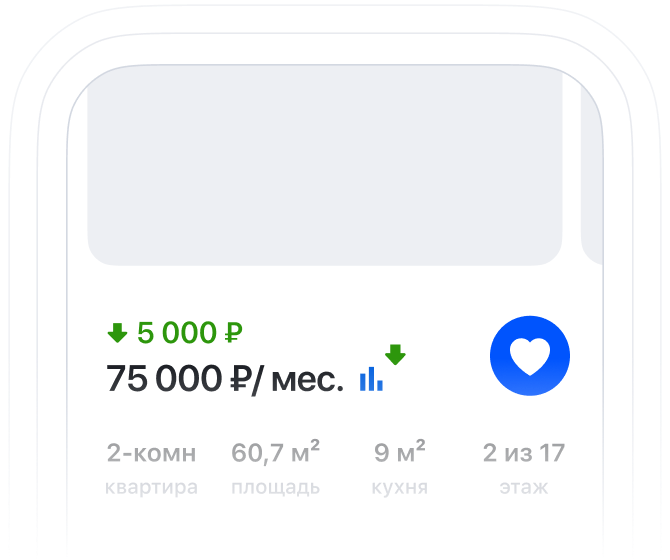 5 000 ₽
75 000 ₽/ мес.
2-комн 60,7 м² 9 м² 2 из 17
квартира площадь кухня этаж